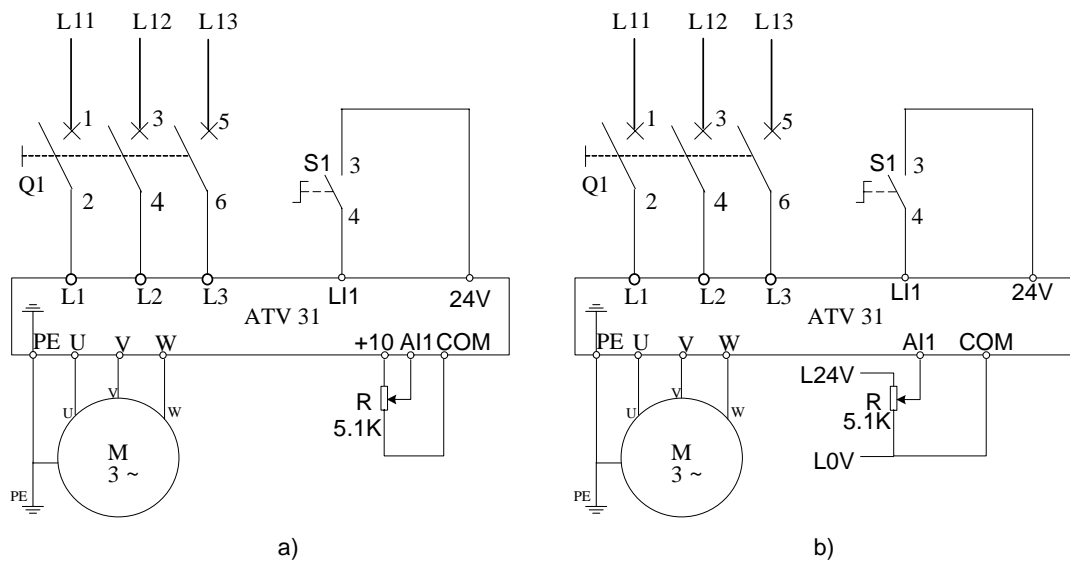 L11 L12 L13
1 3 5
S1 3
Q1 2 4 6 4
L1 L2 L3 LI1 24V
ATV 31
PE U V W +10 AI1 COM
U V W
R
5.1K
M
3 ~
PE
a)
L11 L12 L13
1 3 5
S1 3
Q1 2 4 6 4
L1 L2 L3 LI1 24V
ATV 31
PE U V W AI1 COM
L24V
U V W
R
5.1K
M
3 ~
L0V
PE
b)